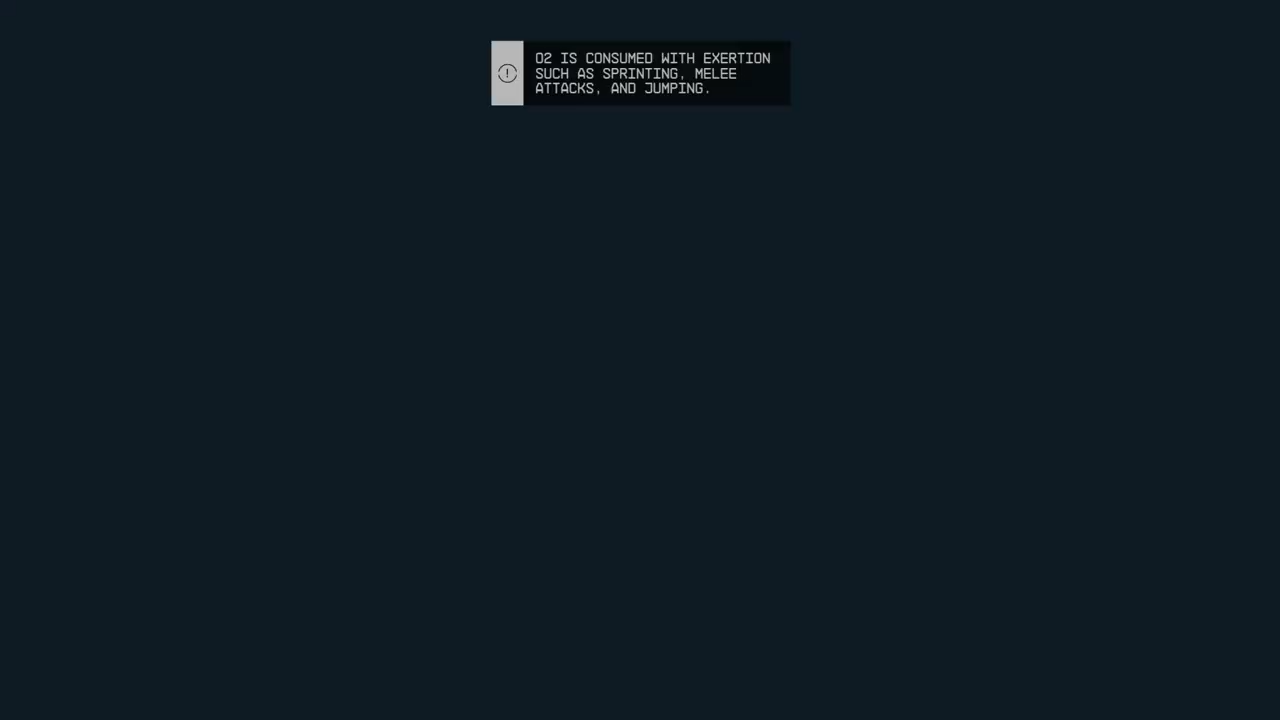 O2 IS CONSUMED WITH EXERTION
SUCH AS SPRINTING, MELEE
ATTACKS, AND JUMPING.